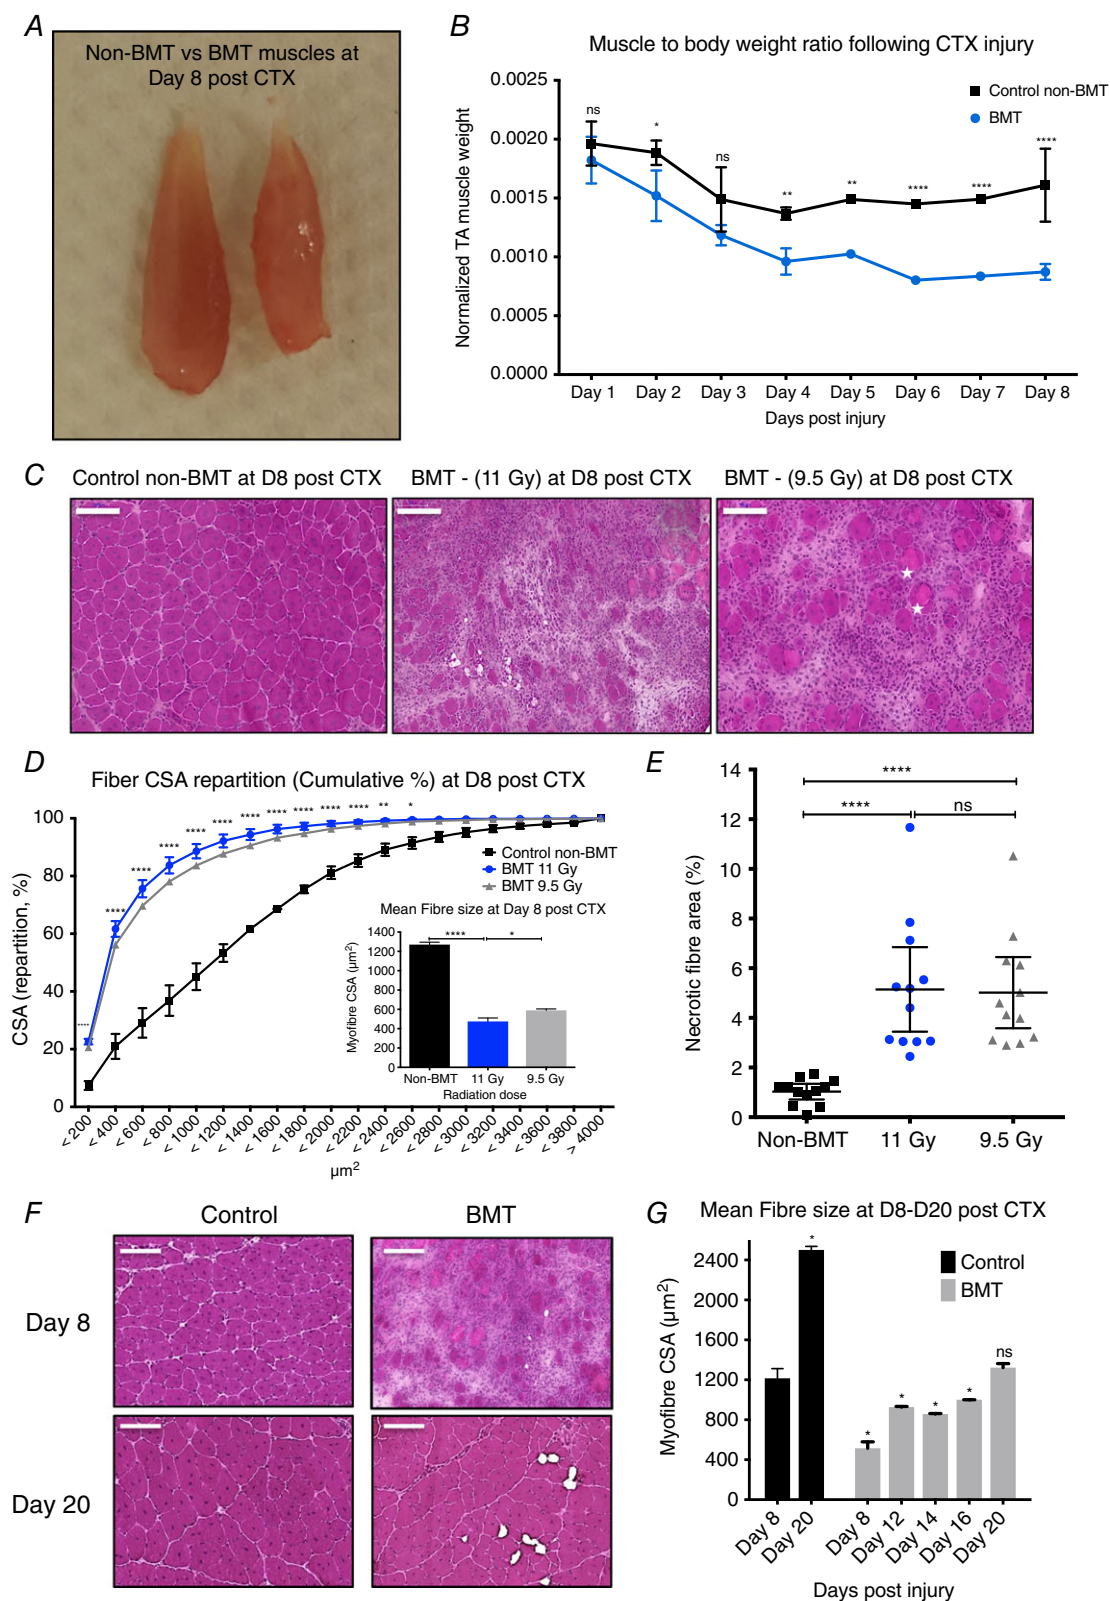 A
Non-BMT vs BMT muscles at
Day 8 post CTX
B
Muscle to body weight ratio following CTX injury
Normalized TA muscle weight
0.0025
0.0020
0.0015
0.0010
0.0005
0.0000
Control non-BMT
BMT
ns
*
ns
**
**
****
****
****
Day 1
Day 2
Day 3
Day 4
Day 5
Day 6
Day 7
Day 8
Days post injury
C
Control non-BMT at D8 post CTX
BMT - (11 Gy) at D8 post CTX
BMT - (9.5 Gy) at D8 post CTX
D
Fiber CSA repartition (Cumulative %) at D8 post CTX
CSA (repartition, %)
100
80
60
40
20
0
****
****
****
****
****
****
****
****
****
****
****
**
*
Control non-BMT
BMT 11 Gy
BMT 9.5 Gy
Mean Fibre size at Day 8 post CTX
Myofibre CSA (µm²)
1400
1200
1000
800
600
400
200
0
****
*
Non-BMT
11 Gy
9.5 Gy
Radiation dose
< 200
< 400
< 600
< 800
< 1000
< 1200
< 1400
< 1600
< 1800
< 2000
< 2200
< 2400
< 2600
< 2800
< 3000
< 3200
< 3400
< 3600
< 3800
> 4000
µm²
E
Necrotic fibre area (%)
14
12
10
8
6
4
2
0
****
****
ns
Non-BMT
11 Gy
9.5 Gy
F
Control
BMT
Day 8
Day 20
G
Mean Fibre size at D8-D20 post CTX
Myofibre CSA (µm²)
2400
2000
1600
1200
800
400
0
Control
BMT
*
*
*
*
*
ns
Day 8
Day 20
Day 8
Day 12
Day 14
Day 16
Day 20
Days post injury